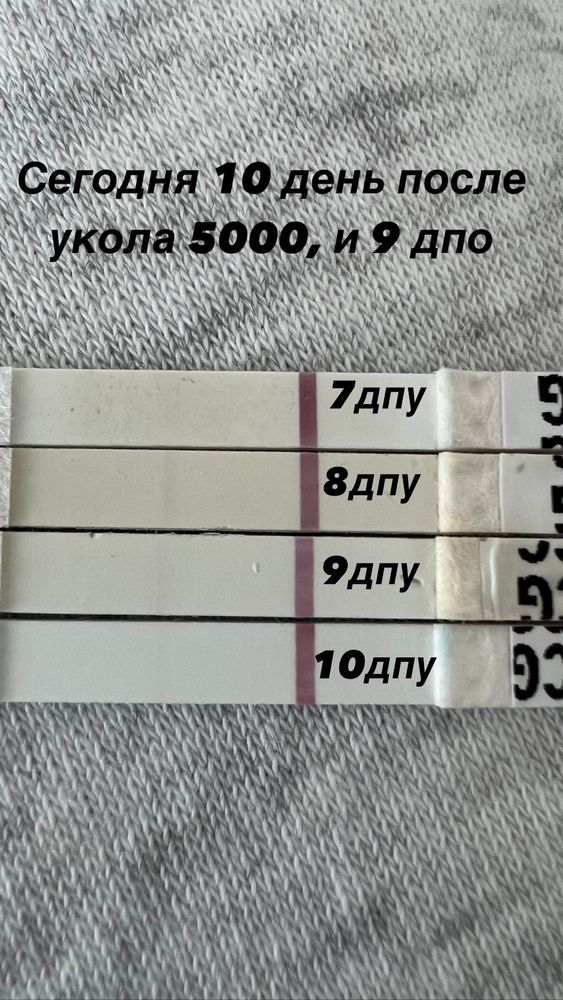 Сегодня 10 день после
укола 5000, и 9 дпо
7дпу
8дпу
9дпу
10дпу